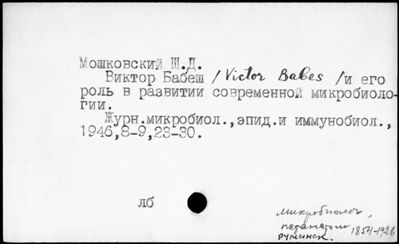 Мошковский Ш.Д.
Виктор Бабеш /Victor Babes /и его
роль в развитии современной микробиоло-
гии.
Журн.микробиол.,эпид.и иммунобиол.,
1946,8-9,23-30.
лб
микробиолог,
румынск. 1854-1926